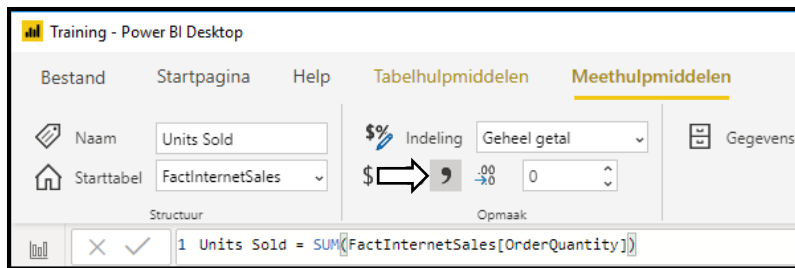 Training - Power BI Desktop
Bestand Startpagina Help Tabelhulpmiddelen Meethulpmiddelen
Naam Units Sold $% Indeling Geheel getal Gegevens
Starttabel FactInternetSales $ , .00 →0 0
Structuur Opmaak
1 Units Sold = SUM(FactInternetSales[OrderQuantity])